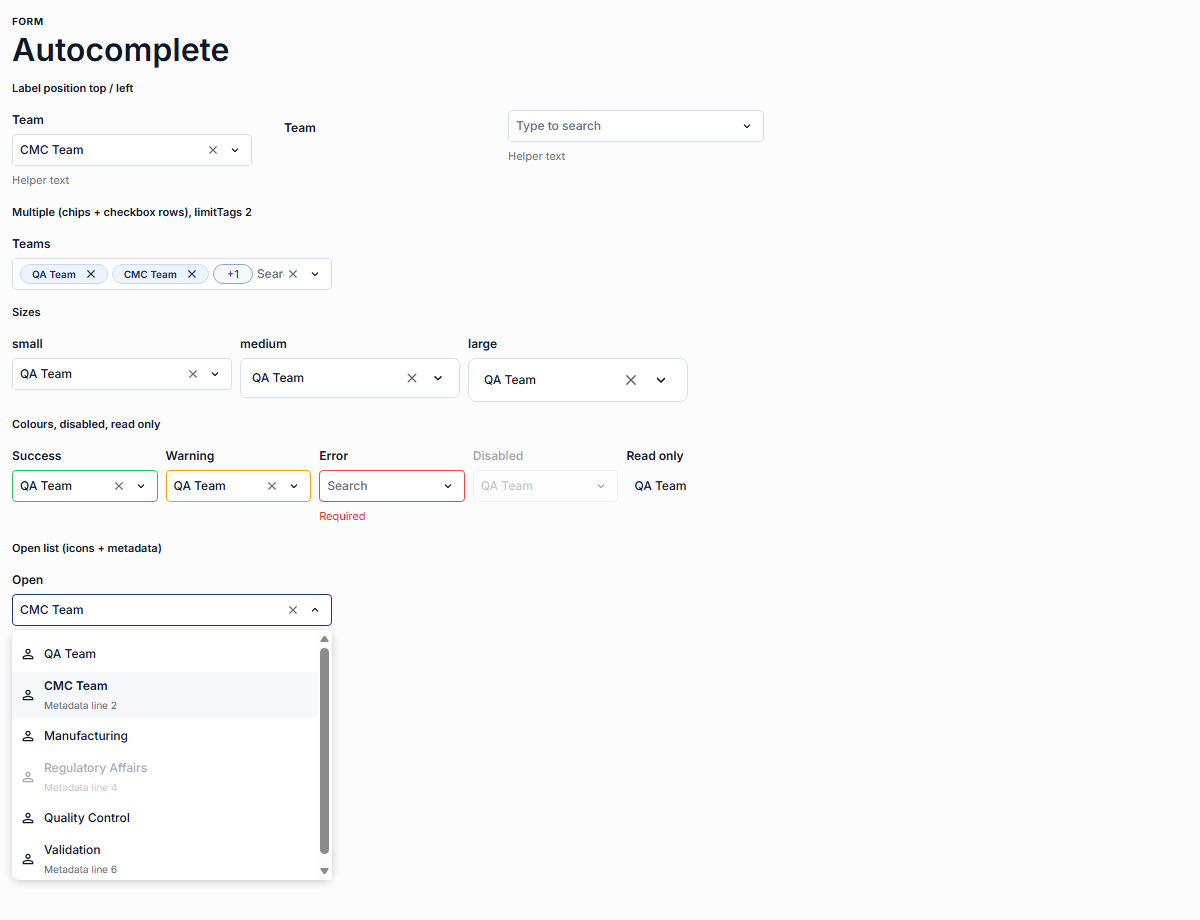 FORM
Autocomplete
Label position top / left
Team
CMC Team
Helper text
Team
Type to search
Helper text
Multiple (chips + checkbox rows), limitTags 2
Teams
QA Team CMC Team +1 Sear
Sizes
small medium large
QA Team QA Team QA Team
Colours, disabled, read only
Success Warning Error Disabled Read only
QA Team QA Team Search QA Team QA Team
Required
Open list (icons + metadata)
Open
CMC Team
QA Team
CMC Team
Metadata line 2
Manufacturing
Regulatory Affairs
Metadata line 4
Quality Control
Validation
Metadata line 6